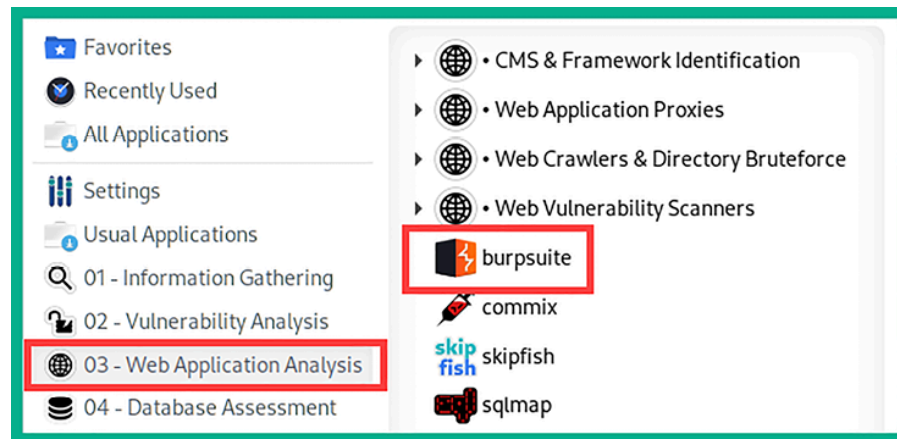 Favorites
Recently Used
All Applications
Settings
Usual Applications
01 - Information Gathering
02 - Vulnerability Analysis
03 - Web Application Analysis
04 - Database Assessment
• CMS & Framework Identification
• Web Application Proxies
• Web Crawlers & Directory Bruteforce
• Web Vulnerability Scanners
burpsuite
commix
skip
fish skipfish
sqlmap